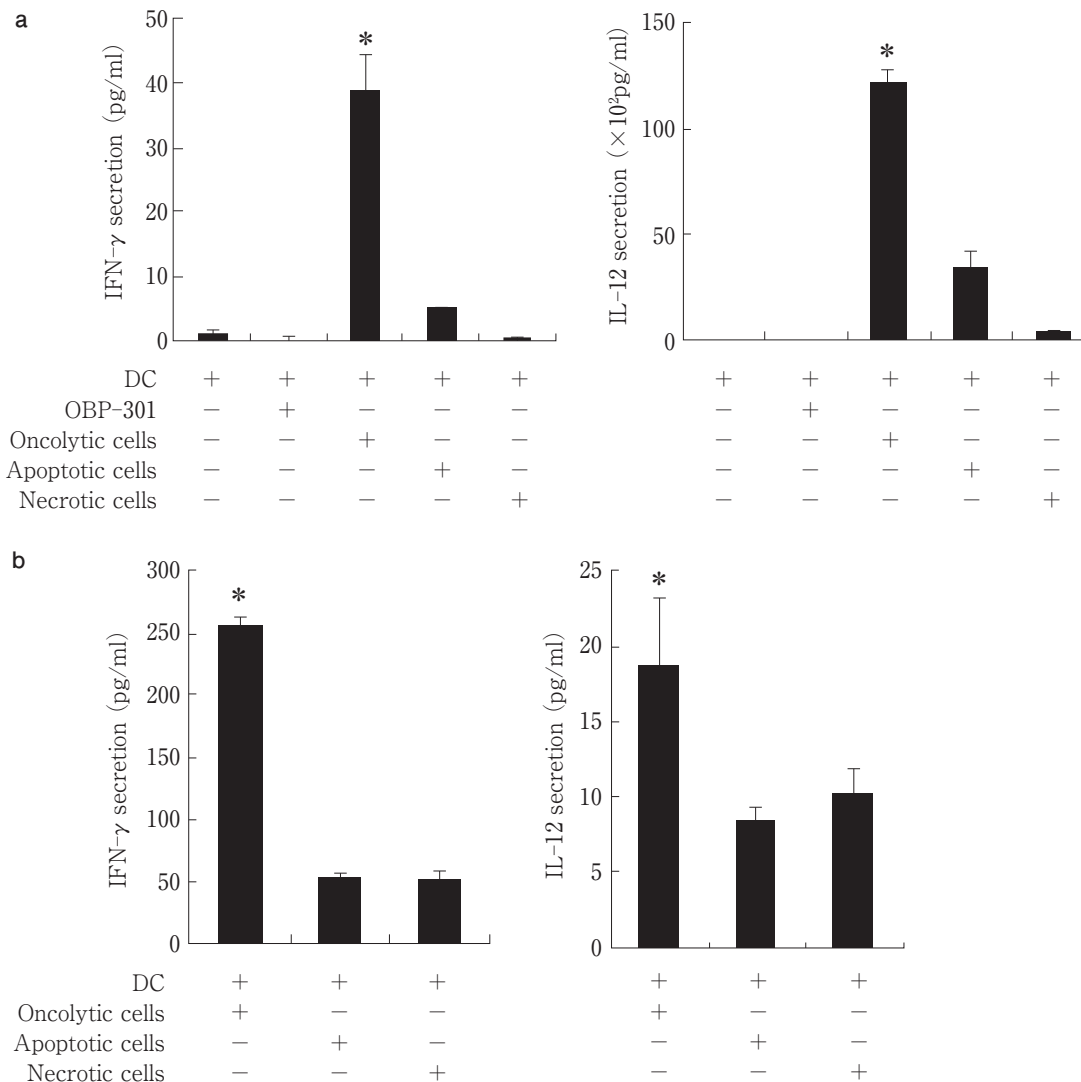 a
IFN-γ secretion (pg/ml)
50
40
30
20
10
0
*
DC + + + + +
OBP-301 − + − − −
Oncolytic cells − − + − −
Apoptotic cells − − − + −
Necrotic cells − − − − +
IL-12 secretion (×10²pg/ml)
150
100
50
0
*
+ + + + +
− + − − −
− − + − −
− − − + −
− − − − +
b
IFN-γ secretion (pg/ml)
300
250
200
150
100
50
0
*
DC + + +
Oncolytic cells + − −
Apoptotic cells − + −
Necrotic cells − − +
IL-12 secretion (pg/ml)
25
20
15
10
5
0
*
+ + +
+ − −
− + −
− − +